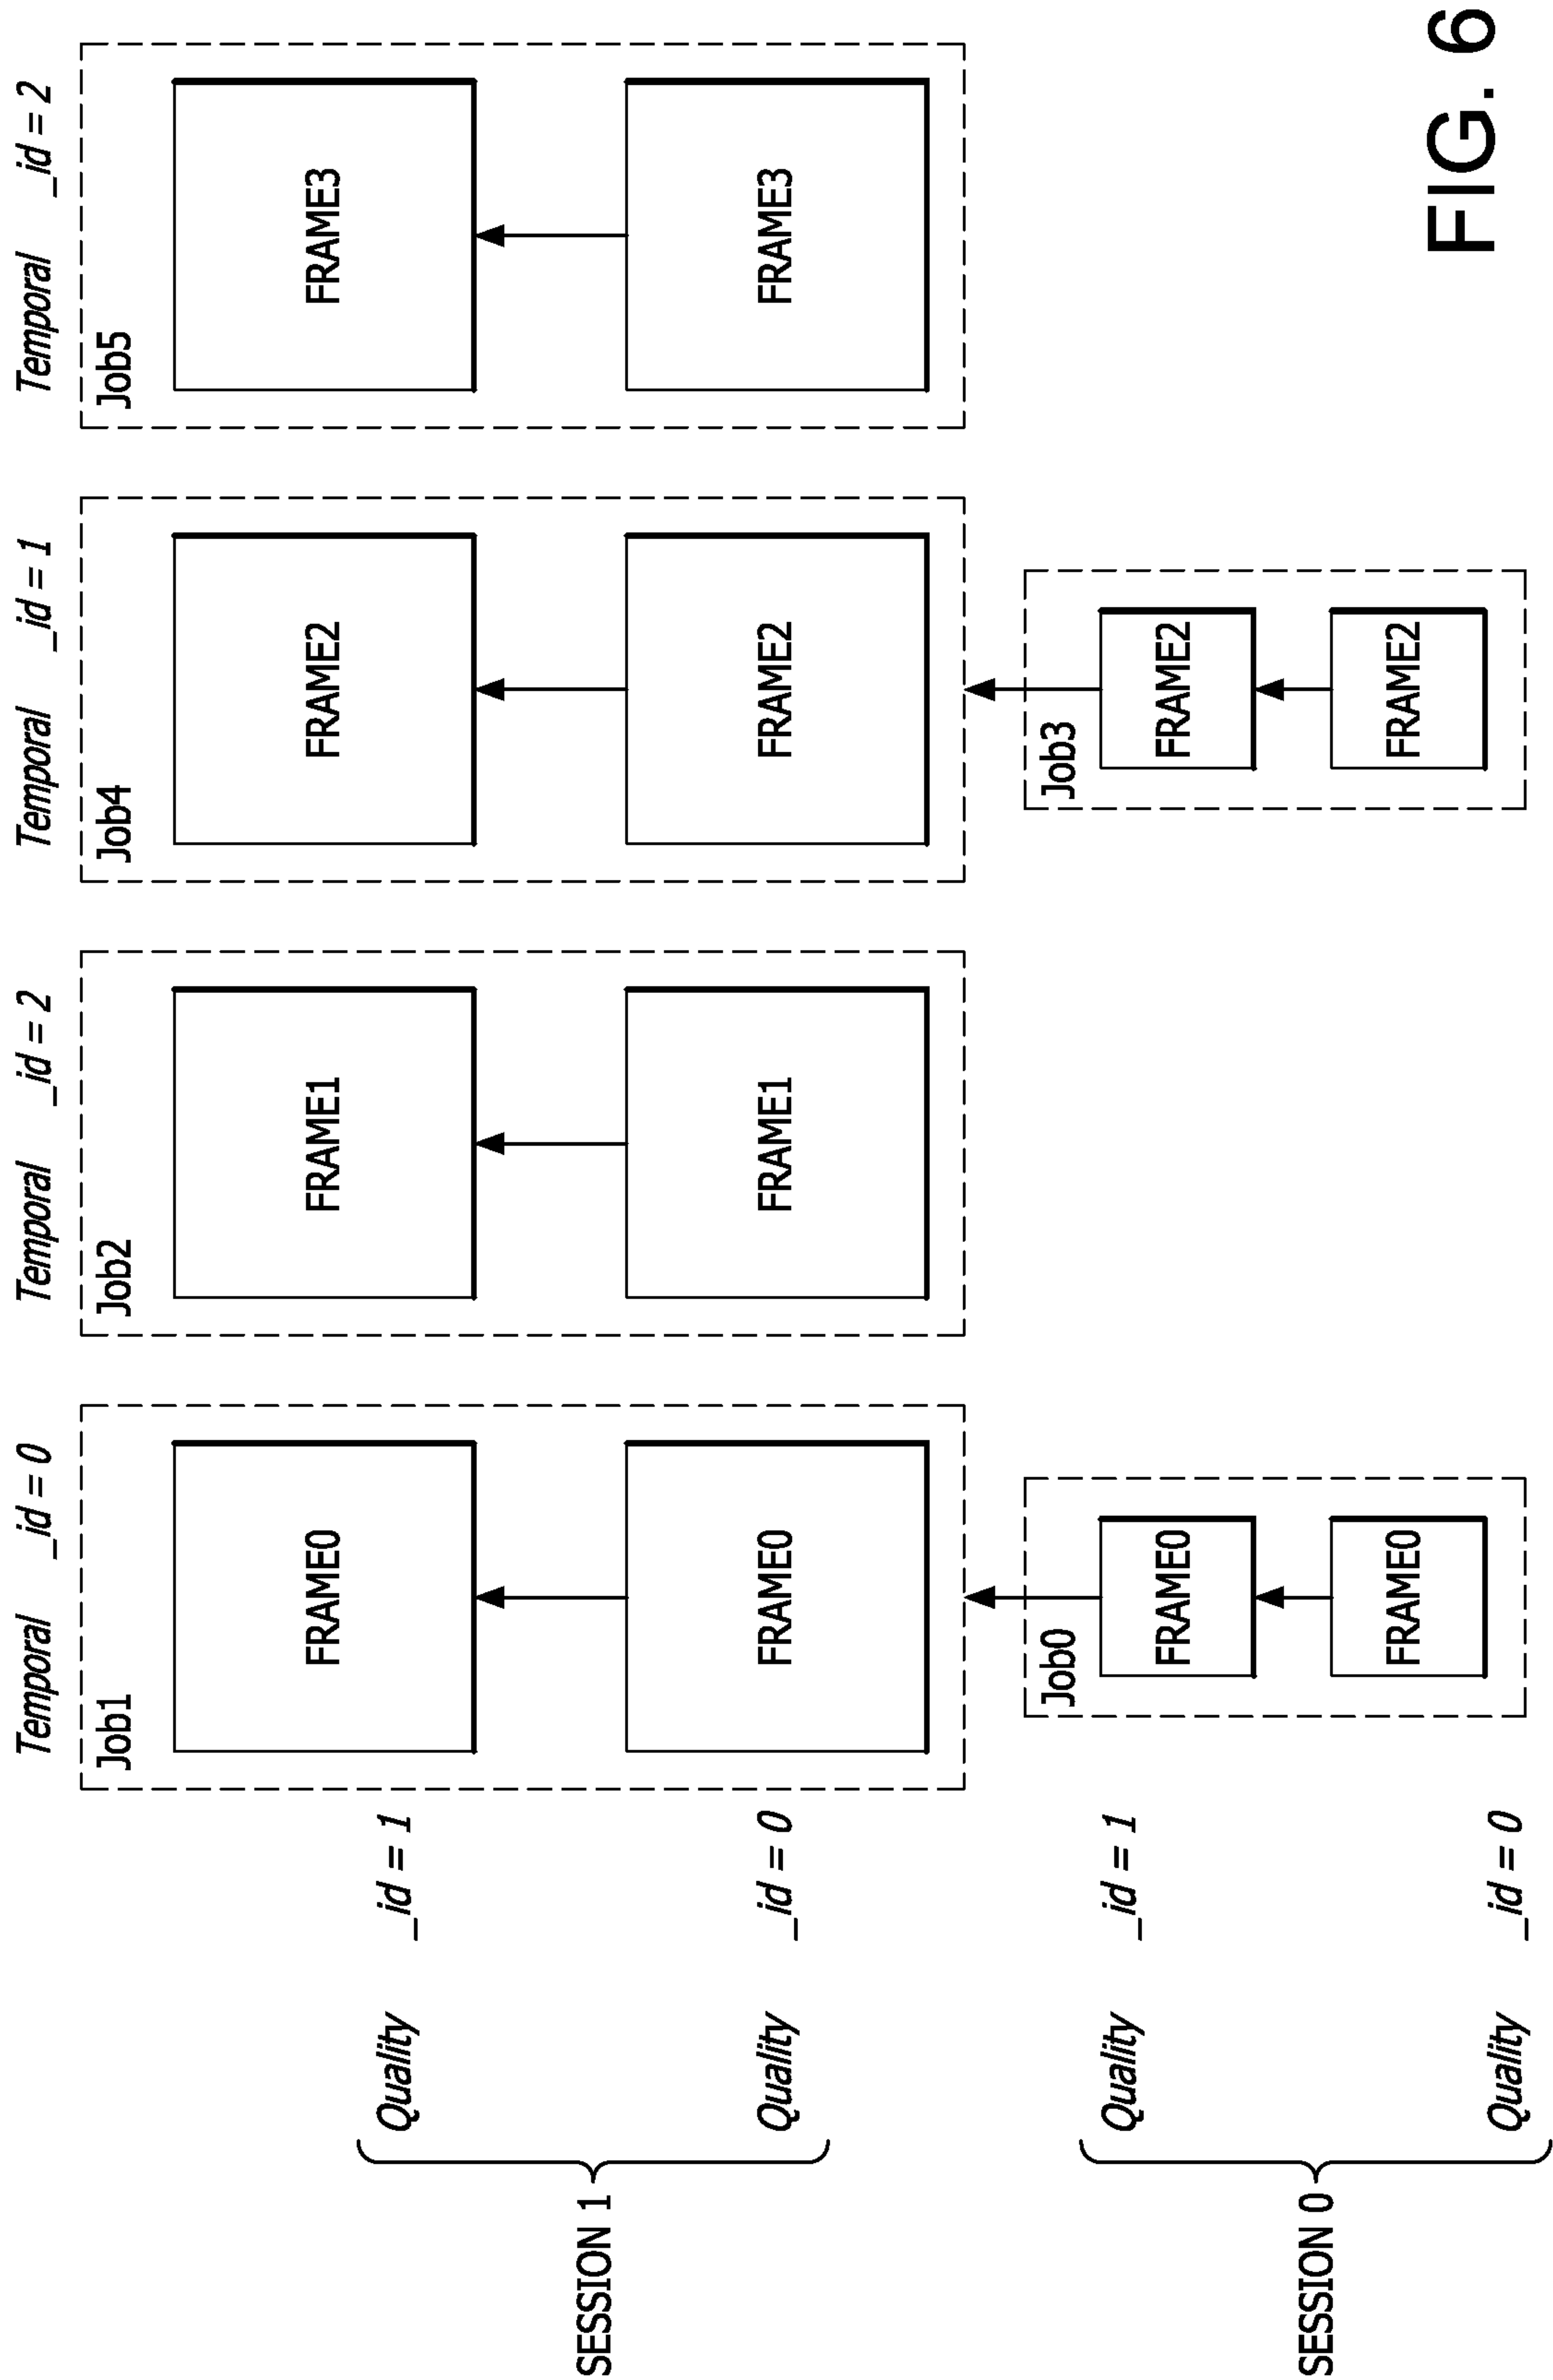 Temporal _id = 0
Temporal _id = 2
Temporal _id = 1
Temporal _id = 2
Job1
Job2
Job4
Job5
SESSION 1
Quality _id = 1
FRAME0
FRAME1
FRAME2
FRAME3
Quality _id = 0
FRAME0
FRAME1
FRAME2
FRAME3
SESSION 0
Job0
Job3
Quality _id = 1
FRAME0
FRAME2
Quality _id = 0
FRAME0
FRAME2
FIG. 6